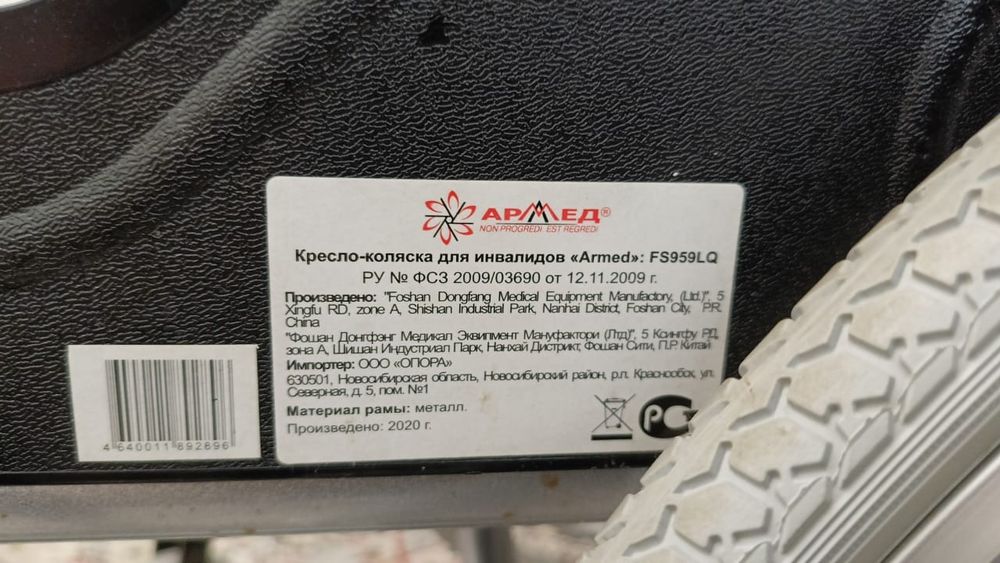 АРМЕД®
NON PROGREDI EST REGREDI
Кресло-коляска для инвалидов «Armed»: FS959LQ
РУ № ФСЗ 2009/03690 от 12.11.2009 г.
Произведено: "Foshan Dongfang Medical Equipment Manufactory, (Ltd.)", 5
Xingfu RD, zone A, Shishan Industrial Park, Nanhai District, Foshan City, P.R.
China
"Фошан Донгфэнг Медикал Эквипмент Мануфактори (Лтд)", 5 Ксингфу РД,
зона А, Шишан Индустриал Парк, Нанхай Дистрикт, Фошан Сити, П.Р. Китай
Импортер: ООО «ОПОРА»
630501, Новосибирская область, Новосибирский район, р.п. Краснообск, ул.
Северная, д. 5, пом. №1
Материал рамы: металл.
Произведено: 2020 г.
РС
4 640011 892896